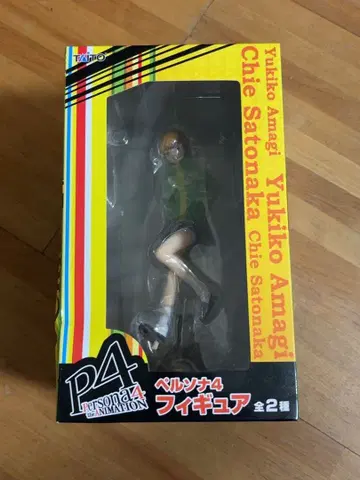 TAITO
Yukiko Amagi
Chie Satonaka
Yukiko Amagi
Chie Satonaka
P4
Persona4
the ANIMATION
ペルソナ4
フィギュア 全2種